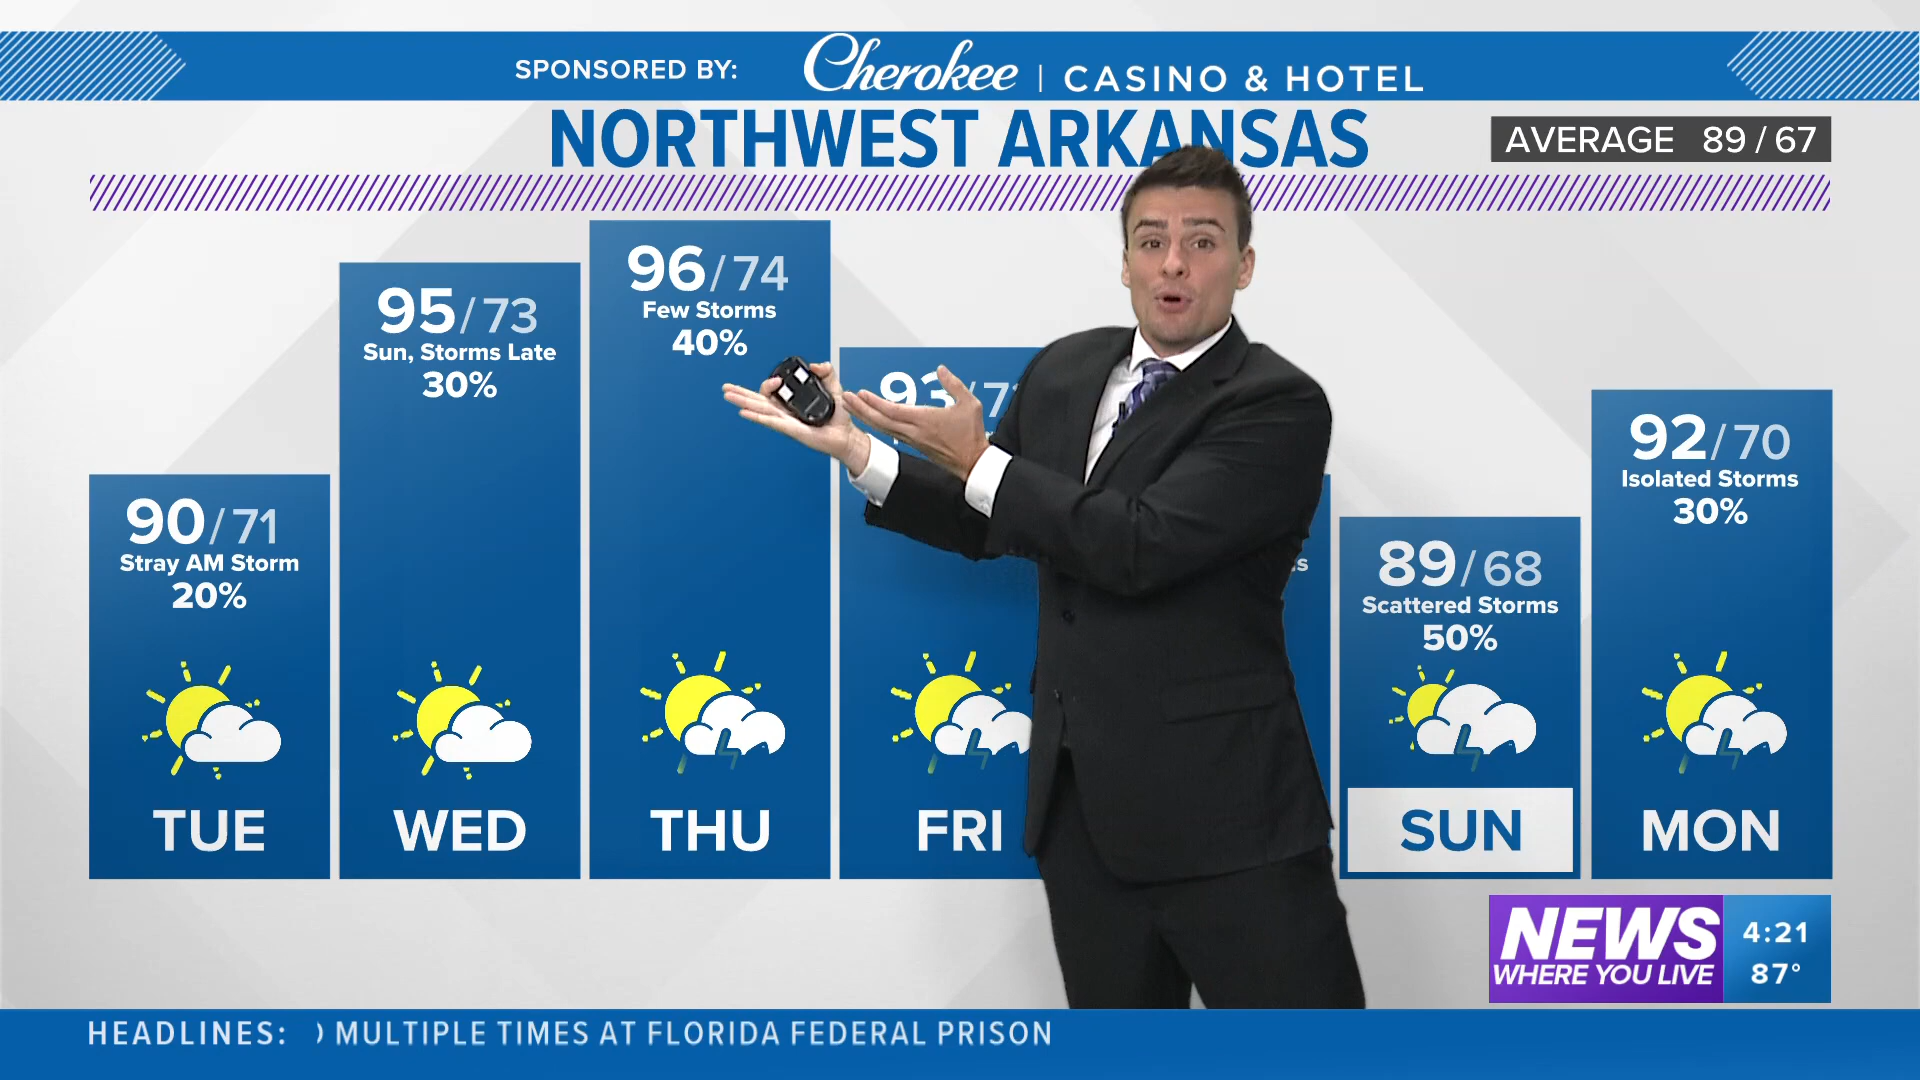 SPONSORED BY: Cherokee | CASINO & HOTEL
NORTHWEST ARKANSAS
AVERAGE 89 / 67
90/71
Stray AM Storm
20%
TUE
95/73
Sun, Storms Late
30%
WED
96/74
Few Storms
40%
THU
93/7
FRI
89/68
Scattered Storms
50%
SUN
92/70
Isolated Storms
30%
MON
NEWS
WHERE YOU LIVE
4:21
87°
HEADLINES: MULTIPLE TIMES AT FLORIDA FEDERAL PRISON